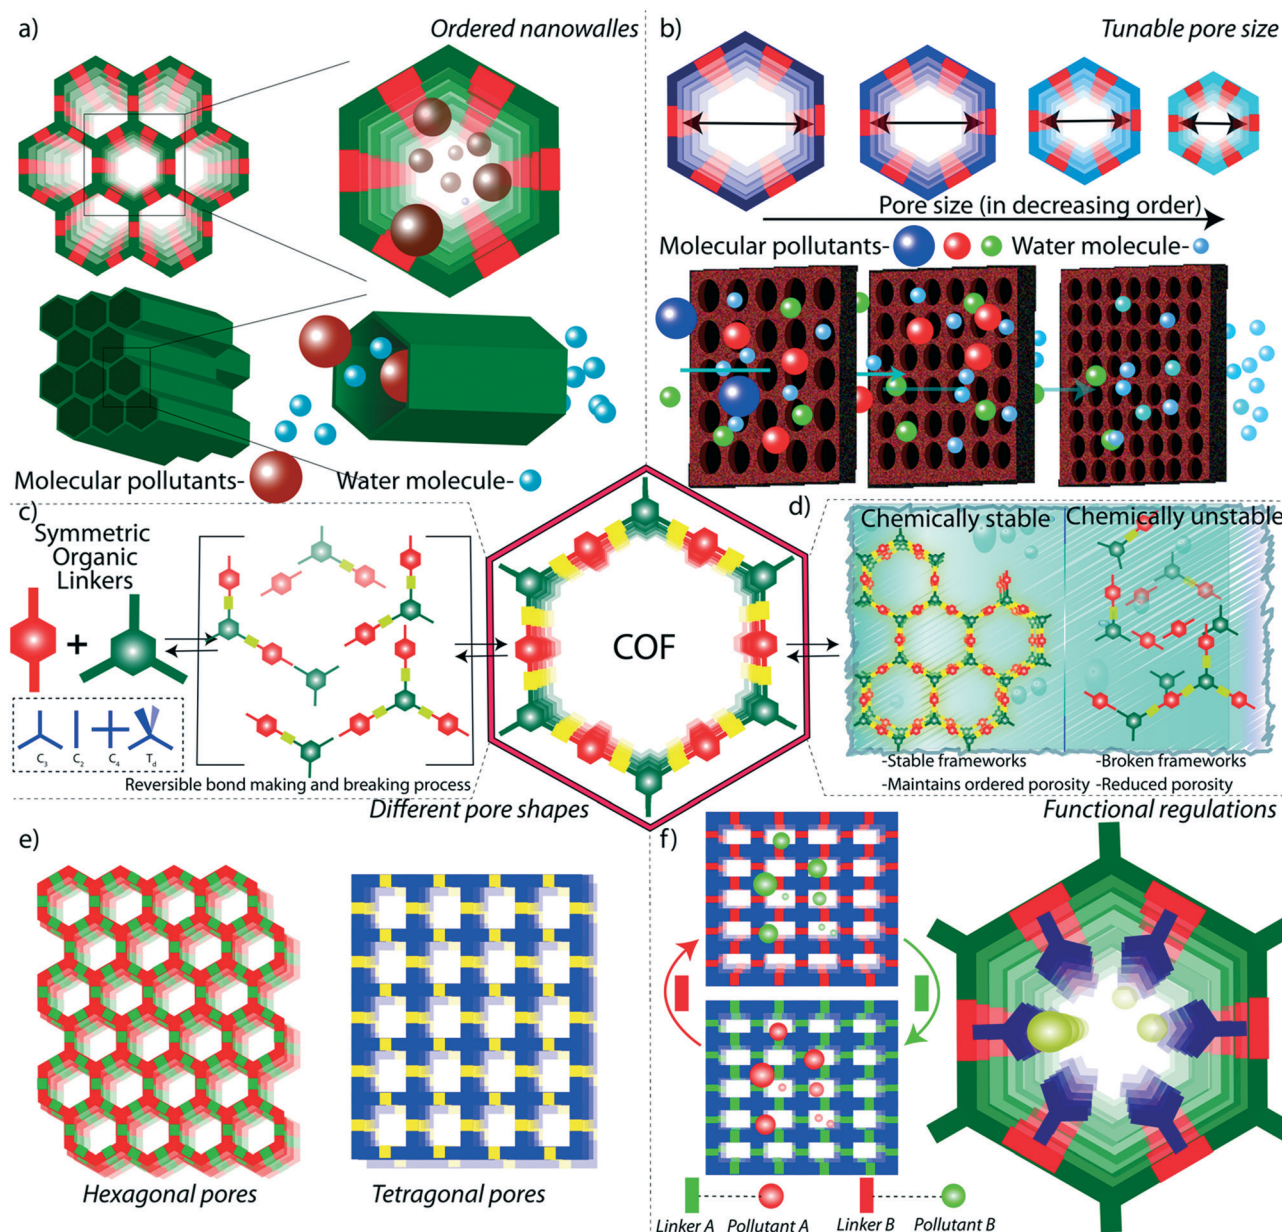 a)
Ordered nanowalles
Molecular pollutants-
Water molecule-
b)
Tunable pore size
Pore size (in decreasing order)
Molecular pollutants-
Water molecule-
c)
Symmetric
Organic
Linkers
+
C3
C2
C4
Td
Reversible bond making and breaking process
COF
d)
Chemically stable
Chemically unstable
-Stable frameworks
-Maintains ordered porosity
-Broken frameworks
-Reduced porosity
Different pore shapes
e)
Hexagonal pores
Tetragonal pores
f)
Functional regulations
Linker A
Pollutant A
Linker B
Pollutant B